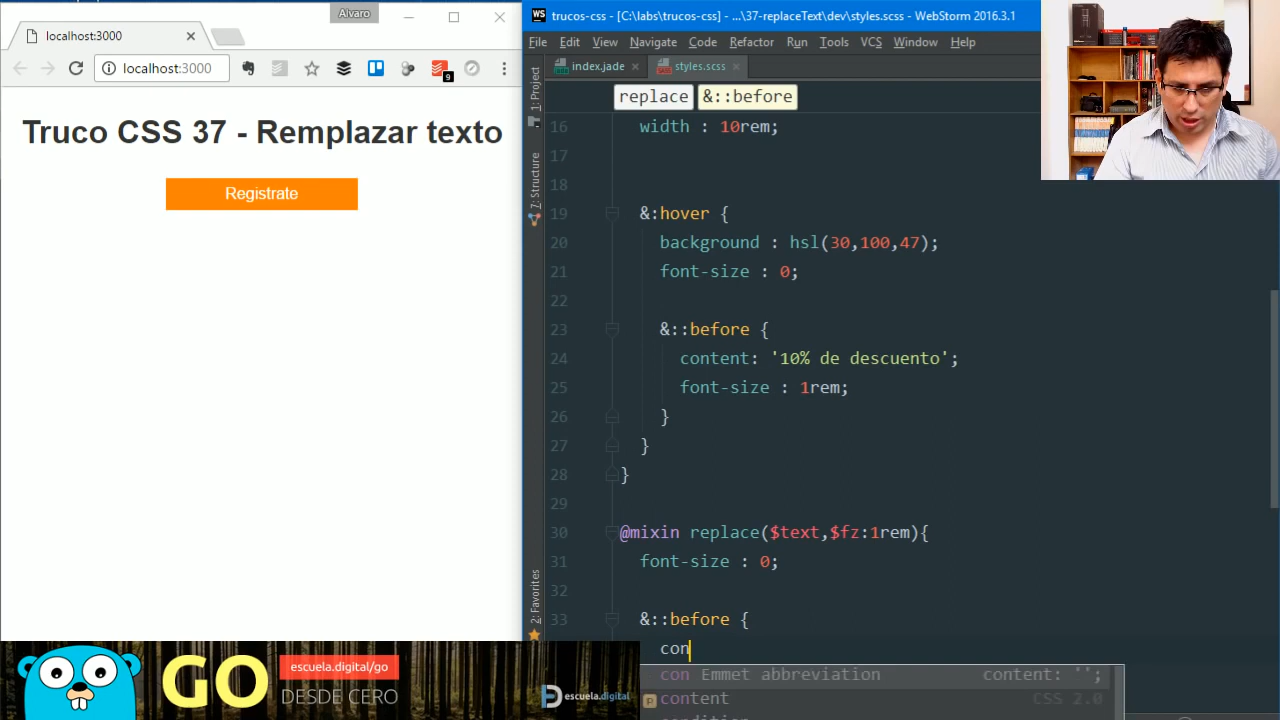 Alvaro
localhost:3000
localhost:3000
9
Truco CSS 37 - Remplazar texto
Registrate
WS trucos-css - [C:\labs\trucos-css] - ...\37-replaceText\dev\styles.scss - WebStorm 2016.3.1
File Edit View Navigate Code Refactor Run Tools VCS Window Help
index.jade styles.scss
1: Project
7: Structure
2: Favorites
replace &::before
16 width : 10rem;
17
18
19 &:hover {
20 background : hsl(30,100,47);
21 font-size : 0;
22
23 &::before {
24 content: '10% de descuento';
25 font-size : 1rem;
26 }
27 }
28 }
29
30 @mixin replace($text,$fz:1rem){
31 font-size : 0;
32
33 &::before {
con
con Emmet abbreviation content: '';
content CSS 2.0
condition
GO
escuela.digital/go
DESDE CERO
escuela.digital